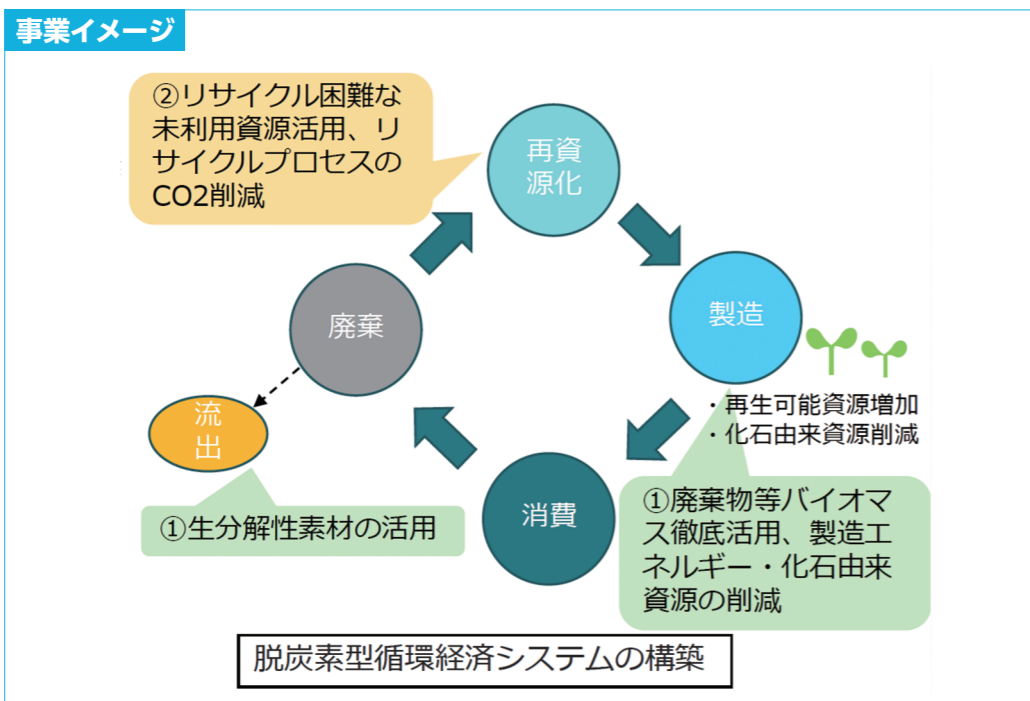 事業イメージ
②リサイクル困難な
未利用資源活用、リ
サイクルプロセスの
CO2削減
再資
源化
製造
廃棄
・再生可能資源増加
・化石由来資源削減
流
出
消費
①生分解性素材の活用
①廃棄物等バイオマ
ス徹底活用、製造エ
ネルギー・化石由来
資源の削減
脱炭素型循環経済システムの構築